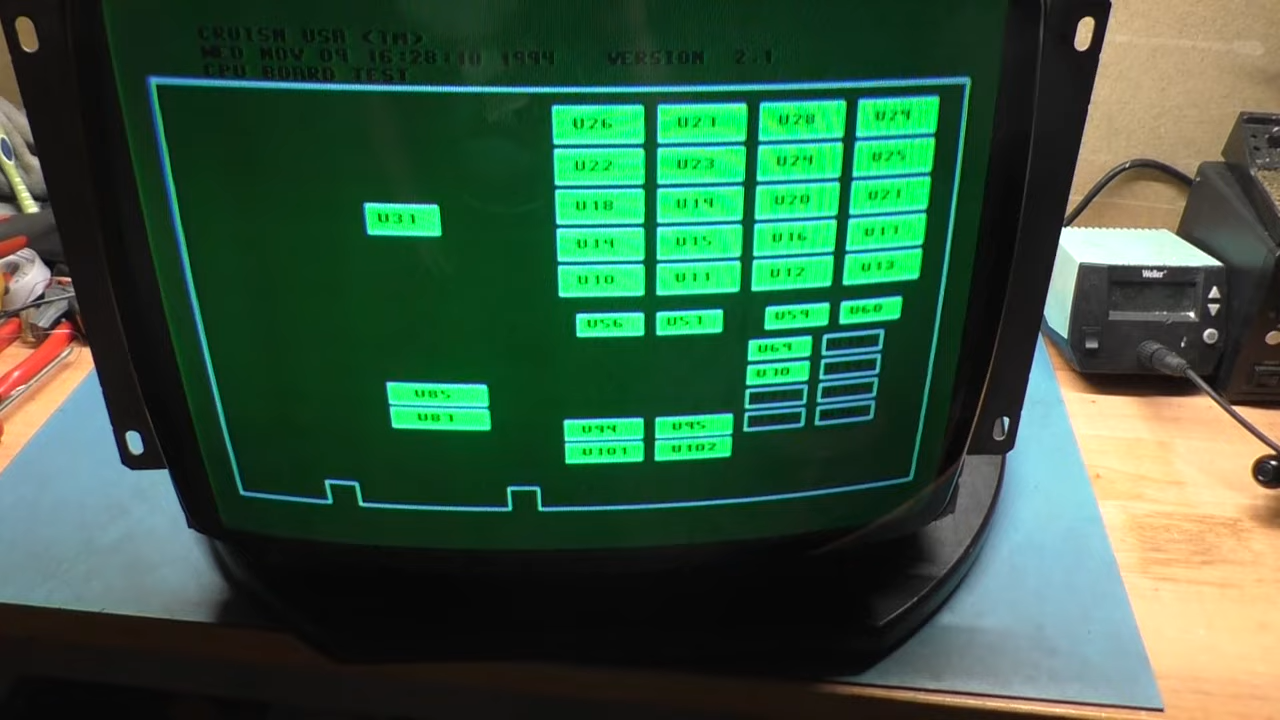 CRUISN USA <TM>
WED NOV 09 16:28:10 1994 VERSION 2.1
CPU BOARD TEST
U26 U27 U28 U29
U22 U23 U24 U25
U31
U18 U19 U20 U21
U14 U15 U16 U17
U10 U11 U12 U13
U56 U57 U59 U60
U69
U70
U85
U87
U94 U95
U101 U102
Weller